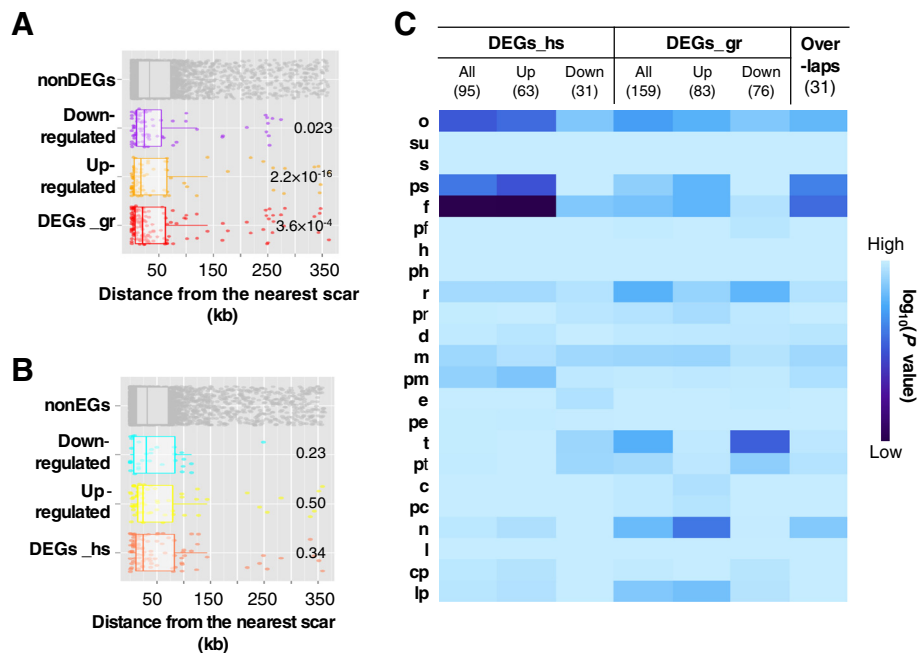 A
nonDEGs
Down-
regulated
0.023
Up-
regulated
2.2×10⁻¹⁶
DEGs _gr
3.6×10⁻⁴
50 150 250 350
Distance from the nearest scar
(kb)
B
nonEGs
Down-
regulated
0.23
Up -
regulated
0.50
DEGs _hs
0.34
50 150 250 350
Distance from the nearest scar
(kb)
C
DEGs_hs DEGs_gr Over
-laps
(31)
All Up Down All Up Down
(95) (63) (31) (159) (83) (76)
o
su
s
ps
f
pf
h
ph
r
pr
d
m
pm
e
pe
t
pt
c
pc
n
l
cp
lp
High
log₁₀(P value)
Low